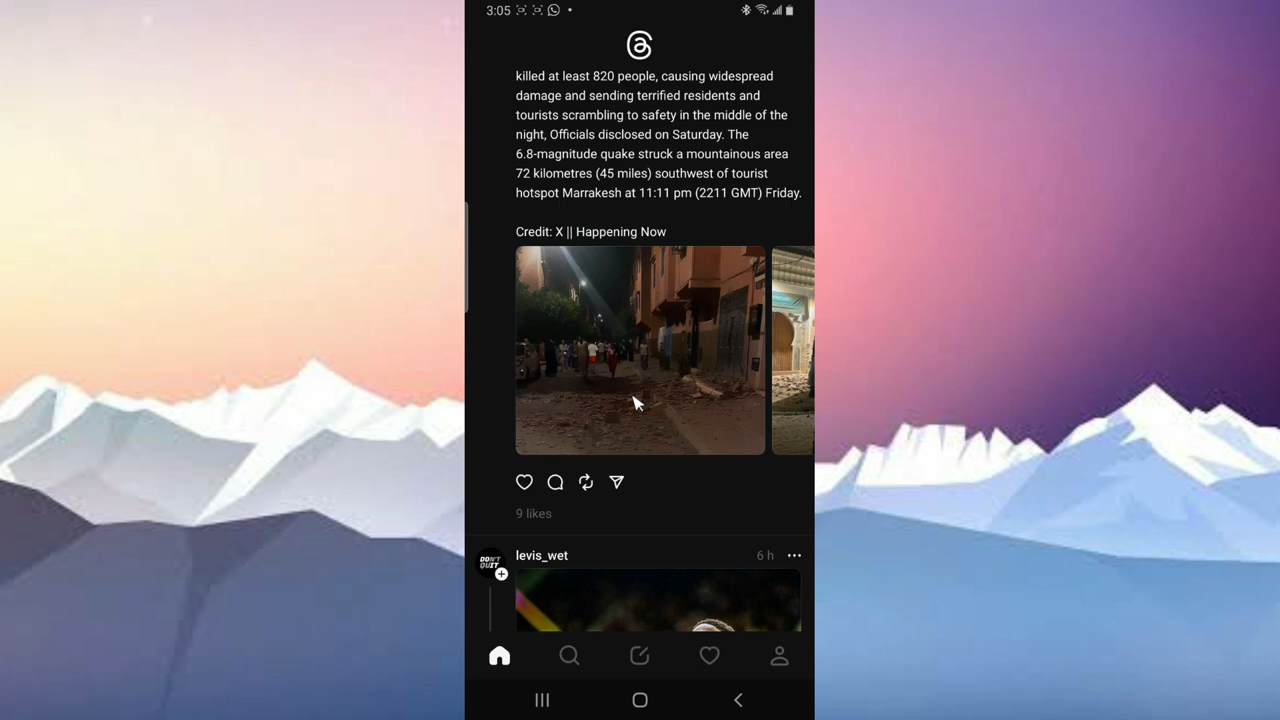 3:05
killed at least 820 people, causing widespread
damage and sending terrified residents and
tourists scrambling to safety in the middle of the
night, Officials disclosed on Saturday. The
6.8-magnitude quake struck a mountainous area
72 kilometres (45 miles) southwest of tourist
hotspot Marrakesh at 11:11 pm (2211 GMT) Friday.
Credit: X || Happening Now
9 likes
DON'T
QUIT
levis_wet
6 h